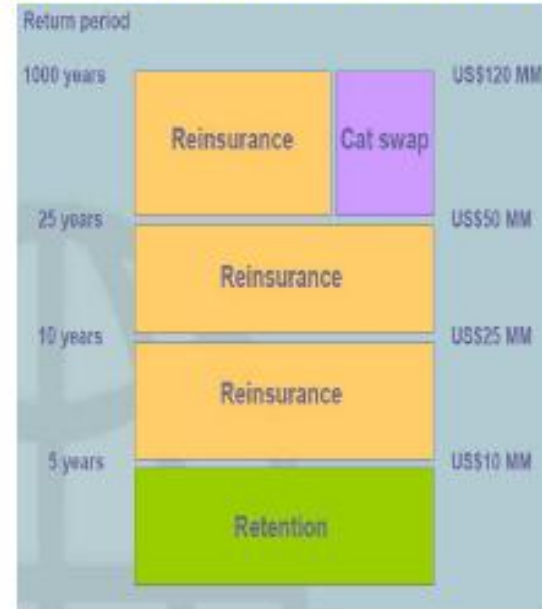 Return period
1000 years
US$120 MM
Reinsurance
Cat swap
25 years
US$50 MM
Reinsurance
10 years
US$25 MM
Reinsurance
5 years
US$10 MM
Retention